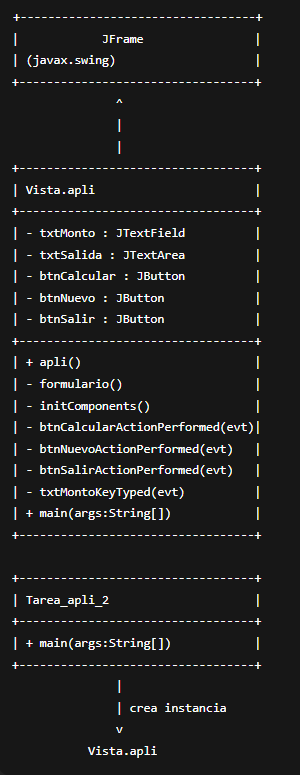 +----------------------------------+
|            JFrame                |
| (javax.swing)                    |
+----------------------------------+
^
|
|
+----------------------------------+
| Vista.apli                       |
+----------------------------------+
| - txtMonto : JTextField          |
| - txtSalida : JTextArea          |
| - btnCalcular : JButton          |
| - btnNuevo : JButton             |
| - btnSalir : JButton             |
+----------------------------------+
| + apli()                         |
| - formulario()                   |
| - initComponents()               |
| - btnCalcularActionPerformed(evt)|
| - btnNuevoActionPerformed(evt)   |
| - btnSalirActionPerformed(evt)   |
| - txtMontoKeyTyped(evt)          |
| + main(args:String[])            |
+----------------------------------+
+----------------------------------+
| Tarea_apli_2                     |
+----------------------------------+
| + main(args:String[])            |
+----------------------------------+
|
| crea instancia
v
Vista.apli